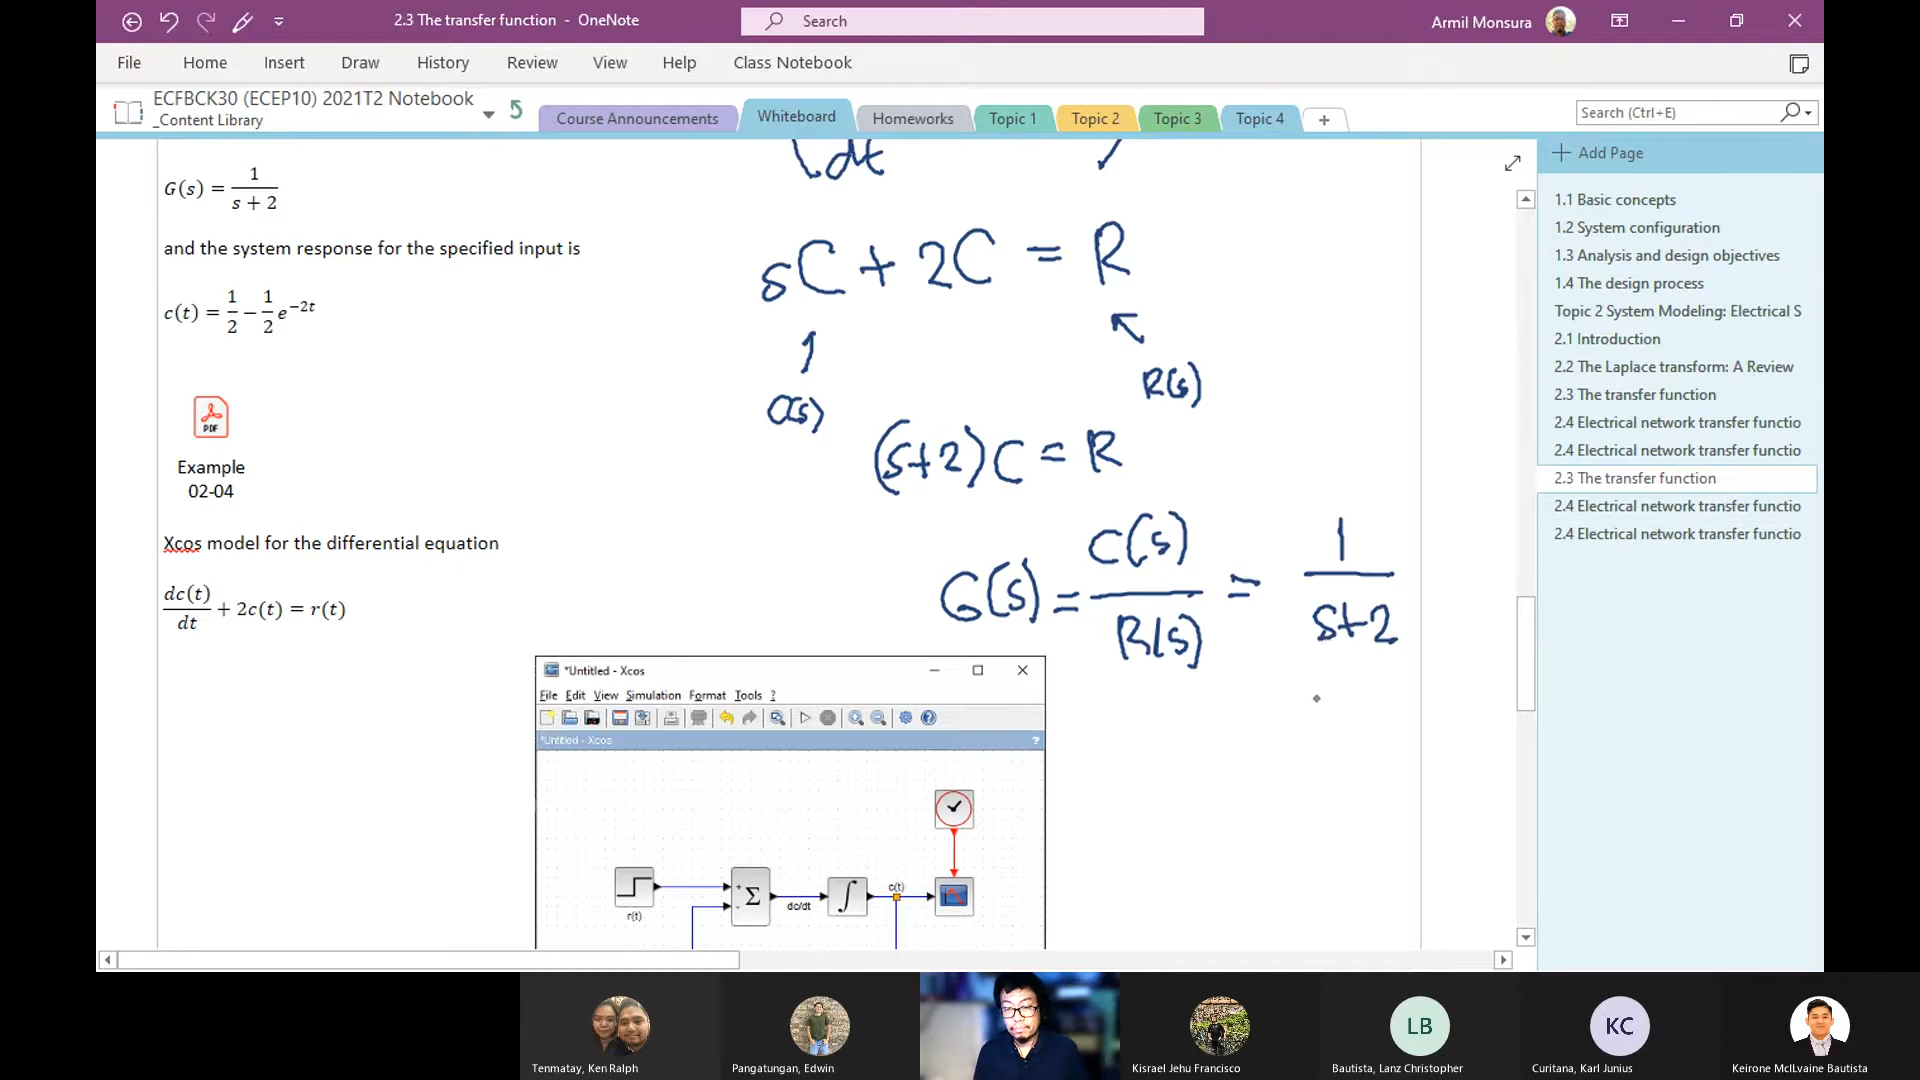 2.3 The transfer function - OneNote
Search
Armil Monsura
File Home Insert Draw History Review View Help Class Notebook
ECFBCK30 (ECEP10) 2021T2 Notebook
_Content Library
Course Announcements Whiteboard Homeworks Topic 1 Topic 2 Topic 3 Topic 4 +
Search (Ctrl+E)
G(s) = 1/(s + 2)
and the system response for the specified input is
c(t) = 1/2 − 1/2 e^−2t
PDF
Example
02-04
Xcos model for the differential equation
dc(t)/dt + 2c(t) = r(t)
dt
sC + 2C = R
C(s)
R(s)
(s+2)C = R
G(s) = C(s)/R(s) = 1/(s+2)
*Untitled - Xcos
File Edit View Simulation Format Tools ?
*Untitled - Xcos ?
r(t)
+
-
Σ
dc/dt
∫
c(t)
Add Page
1.1 Basic concepts
1.2 System configuration
1.3 Analysis and design objectives
1.4 The design process
Topic 2 System Modeling: Electrical S
2.1 Introduction
2.2 The Laplace transform: A Review
2.3 The transfer function
2.4 Electrical network transfer functio
2.4 Electrical network transfer functio
2.3 The transfer function
2.4 Electrical network transfer functio
2.4 Electrical network transfer functio
LB
KC
Tenmatay, Ken Ralph
Pangatungan, Edwin
Kisrael Jehu Francisco
Bautista, Lanz Christopher
Curitana, Karl Junius
Keirone McIlvaine Bautista